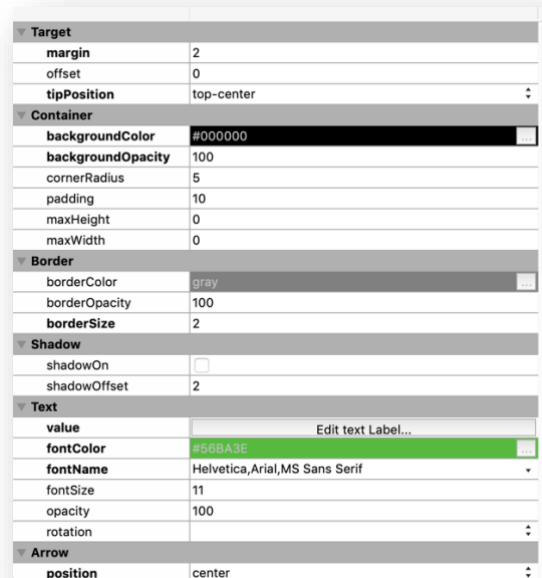 Target
margin 2
offset 0
tipPosition top-center
Container
backgroundColor #000000 ...
backgroundOpacity 100
cornerRadius 5
padding 10
maxHeight 0
maxWidth 0
Border
borderColor gray ...
borderOpacity 100
borderSize 2
Shadow
shadowOn
shadowOffset 2
Text
value Edit text Label...
fontColor #56BA3E ...
fontName Helvetica,Arial,MS Sans Serif
fontSize 11
opacity 100
rotation
Arrow
position center